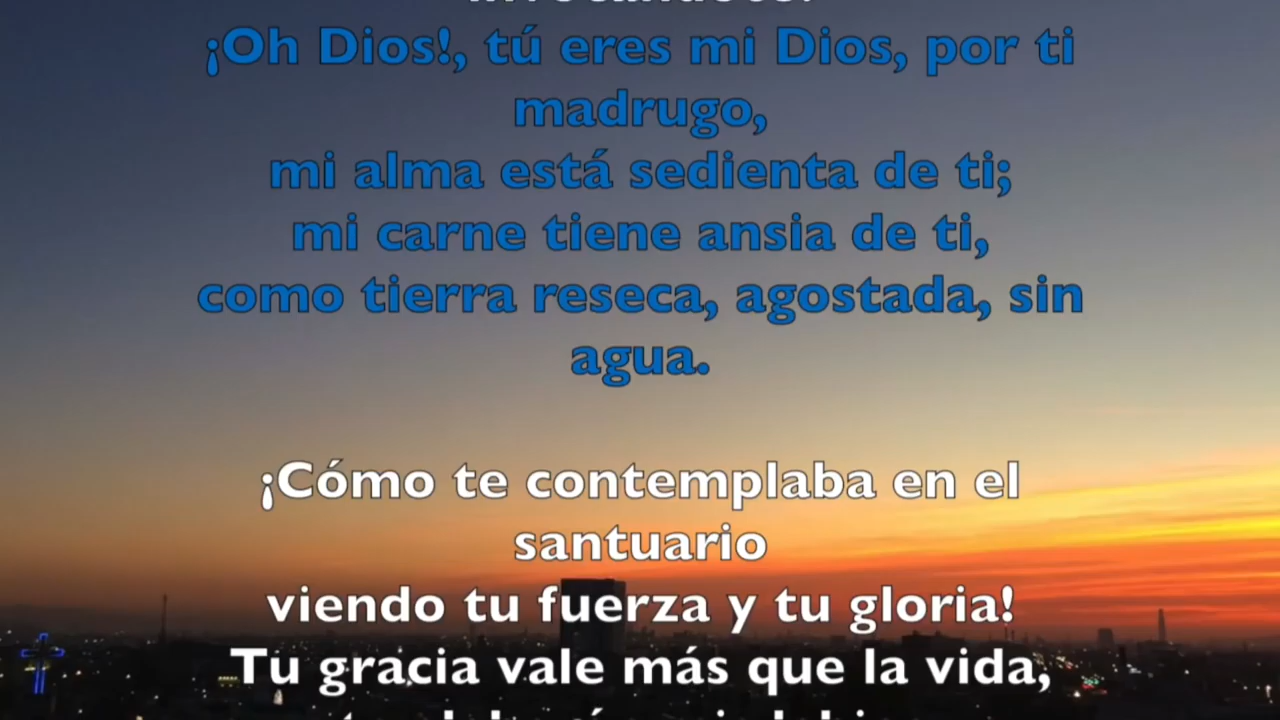 ¡Oh Dios!, tú eres mi Dios, por ti
madrugo,
mi alma está sedienta de ti;
mi carne tiene ansia de ti,
como tierra reseca, agostada, sin
agua.
¡Cómo te contemplaba en el
santuario
viendo tu fuerza y tu gloria!
Tu gracia vale más que la vida,